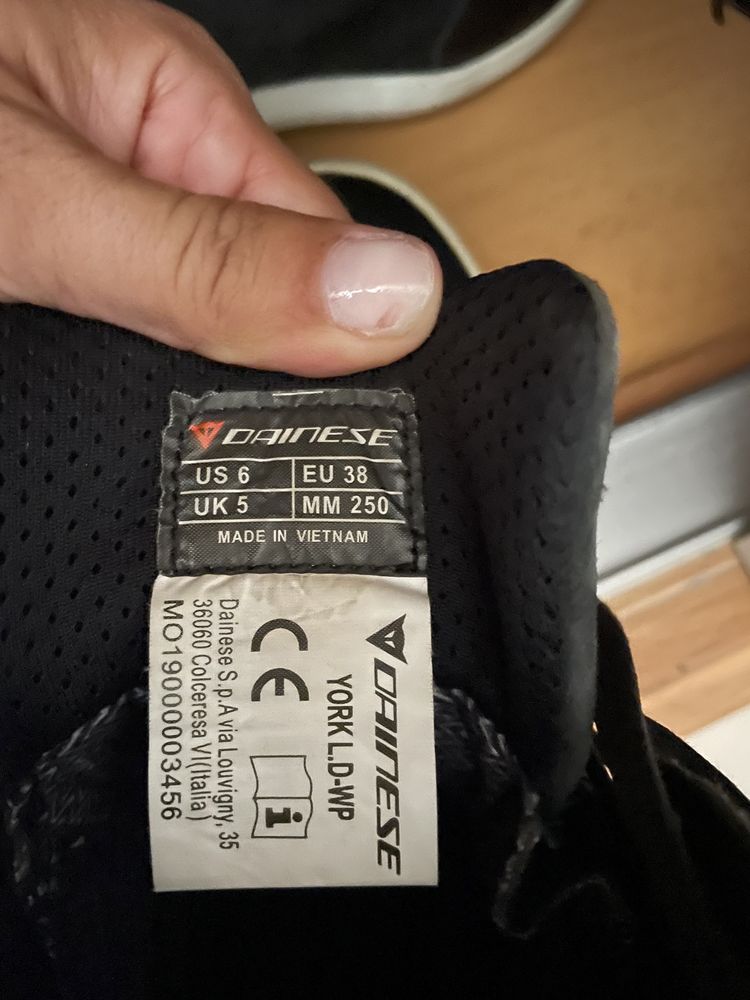 DAINESE
US 6 EU 38
UK 5 MM 250
MADE IN VIETNAM
DAINESE
YORK L.D-WP
CE
i
Dainese S.p.A via Louvigny, 35
36060 Colceresa VI(Italia)
MO190000003456